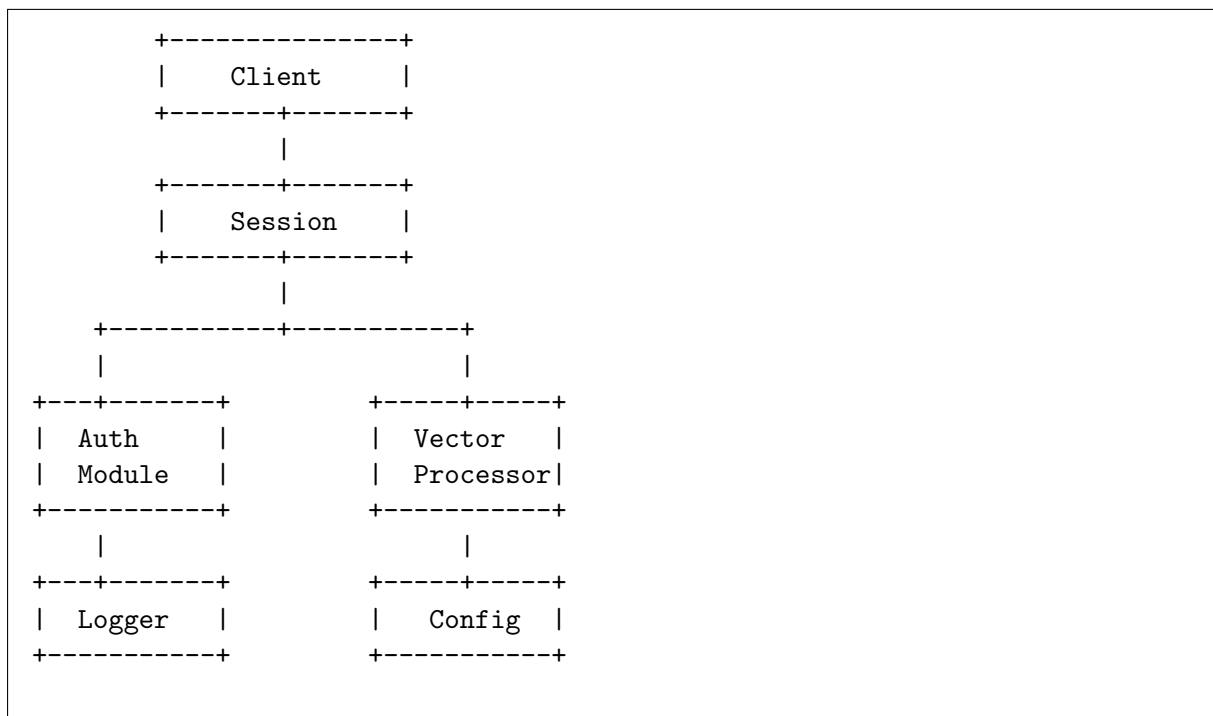 Client
Session
Auth Vector
Module Processor
Logger Config